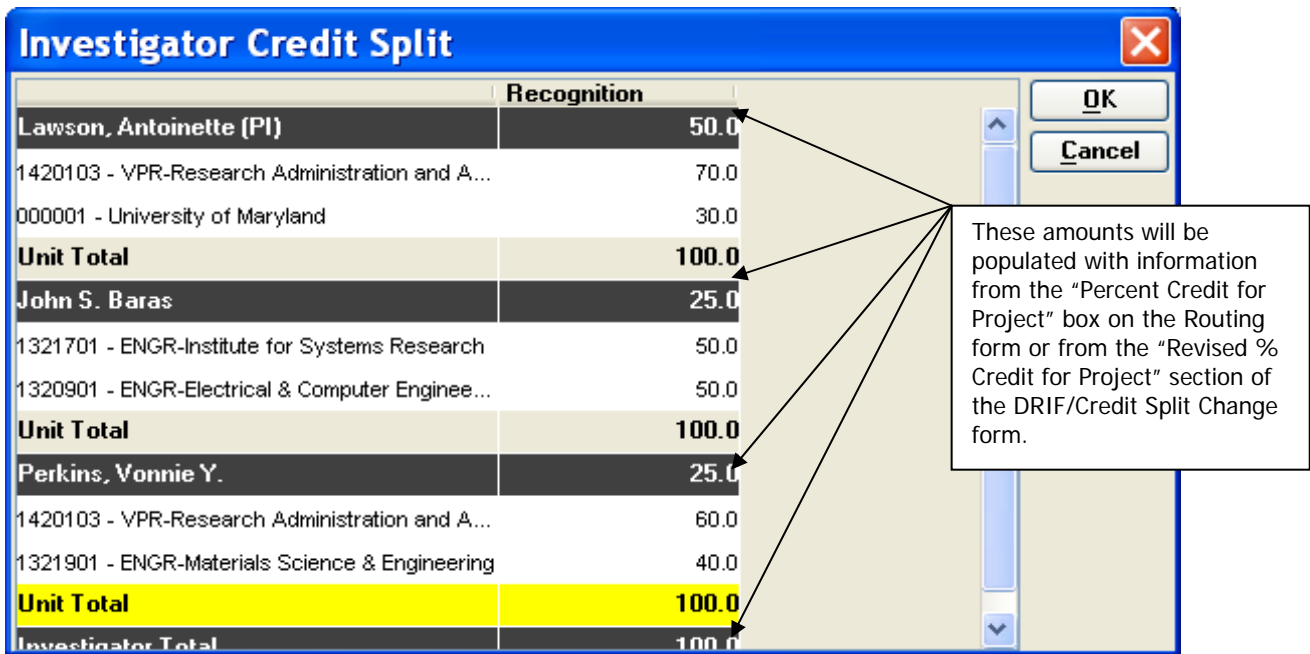 Investigator Credit Split
Recognition
OK
Cancel
Lawson, Antoinette (PI) 50.0
1420103 - VPR-Research Administration and A... 70.0
000001 - University of Maryland 30.0
Unit Total 100.0
John S. Baras 25.0
1321701 - ENGR-Institute for Systems Research 50.0
1320901 - ENGR-Electrical & Computer Enginee... 50.0
Unit Total 100.0
Perkins, Vonnie Y. 25.0
1420103 - VPR-Research Administration and A... 60.0
1321901 - ENGR-Materials Science & Engineering 40.0
Unit Total 100.0
Investigator Total 100.0
These amounts will be
populated with information
from the “Percent Credit for
Project” box on the Routing
form or from the “Revised %
Credit for Project” section of
the DRIF/Credit Split Change
form.